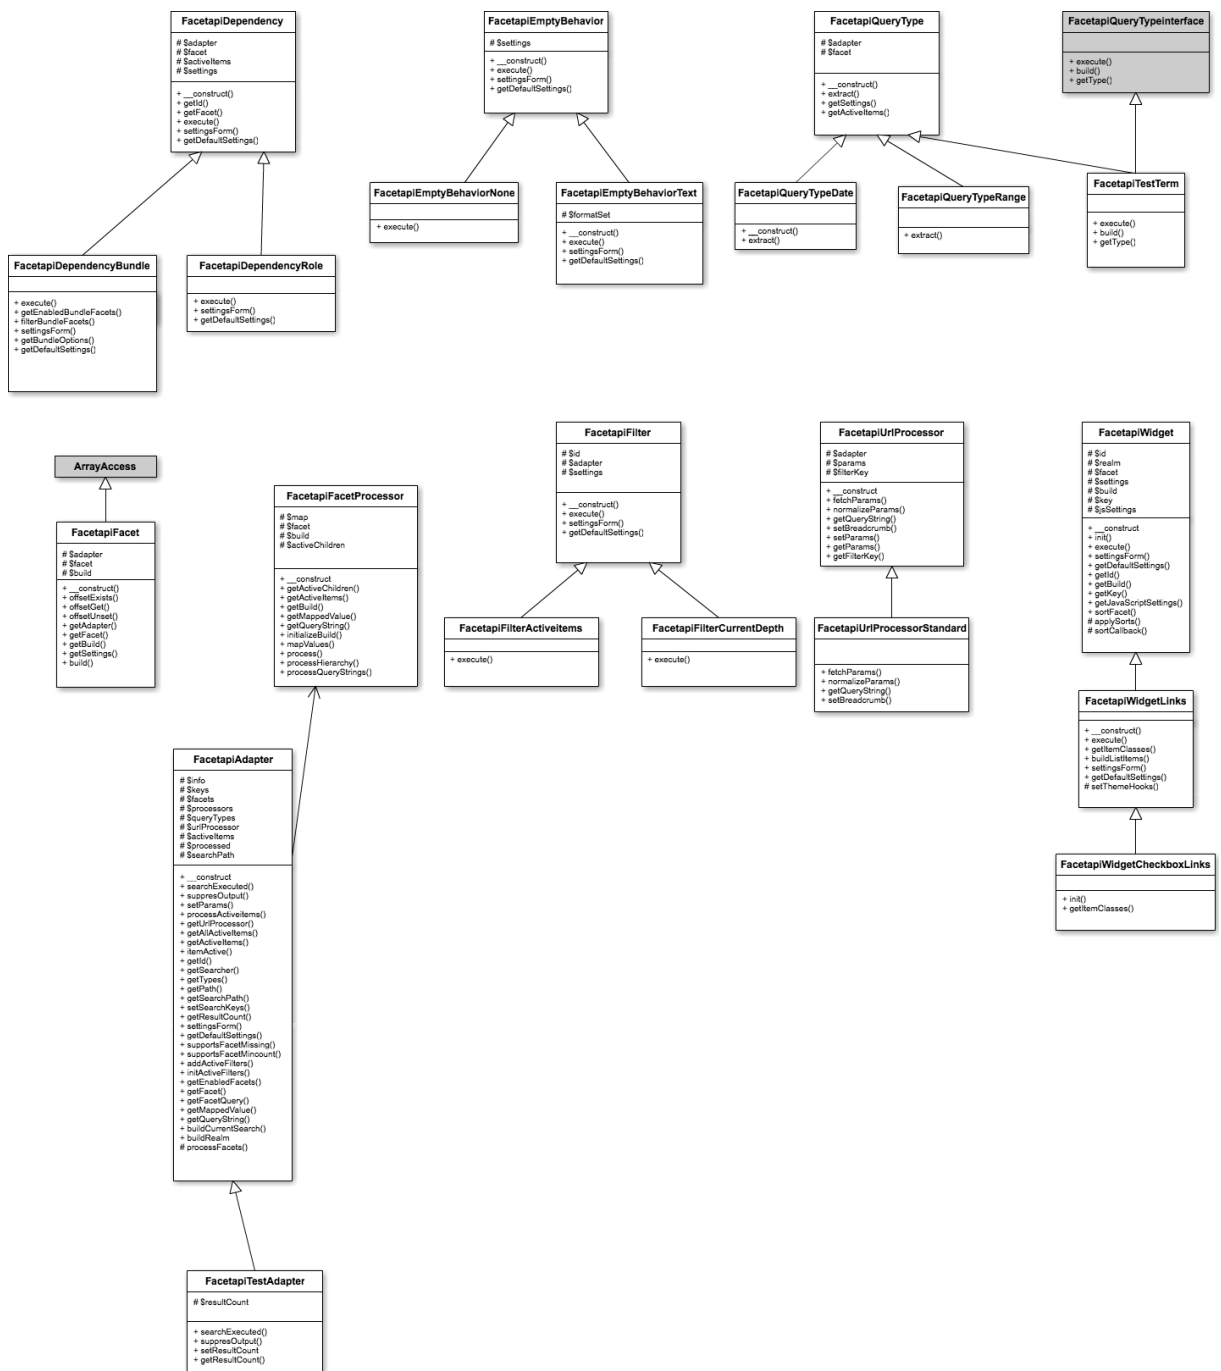 FacetapiDependency
# $adapter
# $facet
# $activeItems
# $settings
+ __construct()
+ getId()
+ getFacet()
+ execute()
+ settingsForm()
+ getDefaultSettings()
FacetapiEmptyBehavior
# $settings
+ __construct()
+ execute()
+ settingsForm()
+ getDefaultSettings()
FacetapiQueryType
# $adapter
# $facet
+ __construct()
+ extract()
+ getSettings()
+ getActiveItems()
FacetapiQueryTypeinterface
+ execute()
+ build()
+ getType()
FacetapiDependencyBundle
+ execute()
+ getEnabledBundleFacets()
+ filterBundleFacets()
+ settingsForm()
+ getBundleOptions()
+ getDefaultSettings()
FacetapiDependencyRole
+ execute()
+ settingsForm()
+ getDefaultSettings()
FacetapiEmptyBehaviorNone
+ execute()
FacetapiEmptyBehaviorText
# $formatSet
+ __construct()
+ execute()
+ settingsForm()
+ getDefaultSettings()
FacetapiQueryTypeDate
+ __construct()
+ extract()
FacetapiQueryTypeRange
+ extract()
FacetapiTestTerm
+ execute()
+ build()
+ getType()
ArrayAccess
FacetapiFacet
# $adapter
# $facet
# $build
+ __construct()
+ offsetExists()
+ offsetGet()
+ offsetUnset()
+ getAdapter()
+ getFacet()
+ getBuild()
+ getSettings()
+ build()
FacetapiFacetProcessor
# $map
# $facet
# $build
# $activeChildren
+ __construct
+ getActiveChildren()
+ getActiveItems()
+ getBuild()
+ getMappedValue()
+ getQueryString()
+ initializeBuild()
+ mapValues()
+ process()
+ processHierarchy()
+ processQueryStrings()
FacetapiFilter
# $id
# $adapter
# $settings
+ __construct()
+ execute()
+ settingsForm()
+ getDefaultSettings()
FacetapiFilterActiveitems
+ execute()
FacetapiFilterCurrentDepth
+ execute()
FacetapiUrlProcessor
# $adapter
# $params
# $filterKey
+ __construct
+ fetchParams()
+ normalizeParams()
+ getQueryString()
+ setBreadcrumb()
+ setParams()
+ getParams()
+ getFilterKey()
FacetapiUrlProcessorStandard
+ fetchParams()
+ normalizeParams()
+ getQueryString()
+ setBreadcrumb()
FacetapiWidget
# $id
# $realm
# $facet
# $settings
# $build
# $key
# $jsSettings
+ __construct
+ init()
+ execute()
+ settingsForm()
+ getDefaultSettings()
+ getId()
+ getBuild()
+ getKey()
+ getJavaScriptSettings()
+ sortFacet()
# applySorts()
# sortCallback()
FacetapiWidgetLinks
+ __construct()
+ execute()
+ getItemClasses()
+ buildListItems()
+ settingsForm()
+ getDefaultSettings()
# setThemeHooks()
FacetapiWidgetCheckboxLinks
+ init()
+ getItemClasses()
FacetapiAdapter
# $info
# $keys
# $facets
# $processors
# $queryTypes
# $urlProcessor
# $activeItems
# $processed
# $searchPath
+ __construct
+ searchExecuted()
+ suppresOutput()
+ setParams()
+ processActiveitems()
+ getUrlProcessor()
+ getAllActiveItems()
+ getActiveItems()
+ itemActive()
+ getId()
+ getSearcher()
+ getTypes()
+ getPath()
+ getSearchPath()
+ setSearchKeys()
+ getResultCount()
+ settingsForm()
+ getDefaultSettings()
+ supportsFacetMissing()
+ supportsFacetMincount()
+ addActiveFilters()
+ initActiveFilters()
+ getEnabledFacets()
+ getFacet()
+ getFacetQuery()
+ getMappedValue()
+ getQueryString()
+ buildCurrentSearch()
+ buildRealm
# processFacets()
FacetapiTestAdapter
# $resultCount
+ searchExecuted()
+ suppresOutput()
+ setResultCount
+ getResultCount()